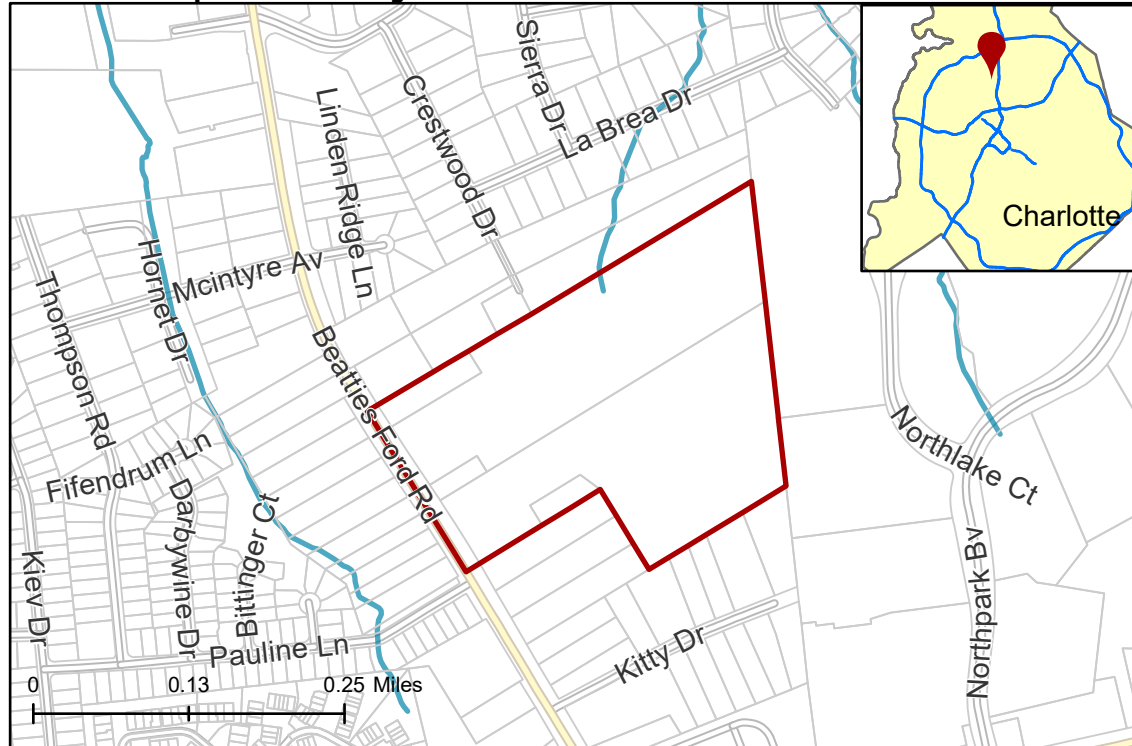 Sierra Dr
Linden Ridge Ln
Crestwood Dr
La Brea Dr
Charlotte
Hornet Dr
Mcintyre Av
Thompson Rd
Beatties Ford Rd
Fifendrum Ln
Darbywine Dr
Bittinger Ct
Northlake Ct
Kiev Dr
Northpark Bv
Pauline Ln
Kitty Dr
0 0.13 0.25 Miles